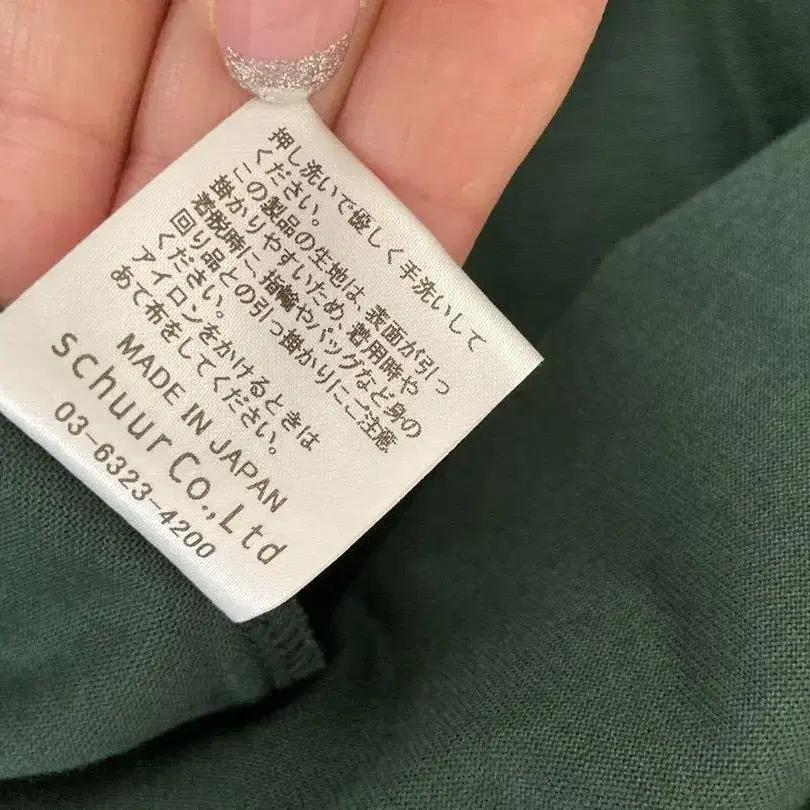 押し洗いで優しく手洗いして
ください。
この製品の生地は、表面が引っ
掛かりやすいため、着用時や
着脱時に、指輪やバッグなど身の
回り品との引っ掛かりにご注意
ください。
アイロンをかけるときは
あて布をしてください。
MADE IN JAPAN
schuur Co.,Ltd
03-6323-4200